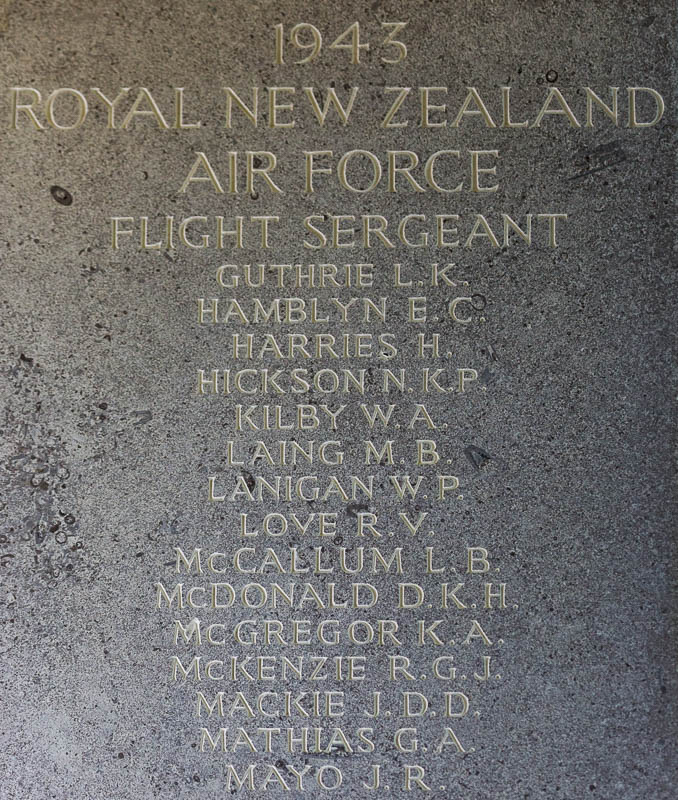 1943
ROYAL NEW ZEALAND
AIR FORCE
FLIGHT SERGEANT
GUTHRIE L.K.
HAMBLYN E.C.
HARRIES H.
HICKSON N.K.P.
KILBY W.A.
LAING M.B.
LANIGAN W.P.
LOVE R.V.
McCALLUM L.B.
McDONALD D.K.H.
McGREGOR K.A.
McKENZIE R.G.J.
MACKIE J.D.D.
MATHIAS G.A.
MAYO J.R.